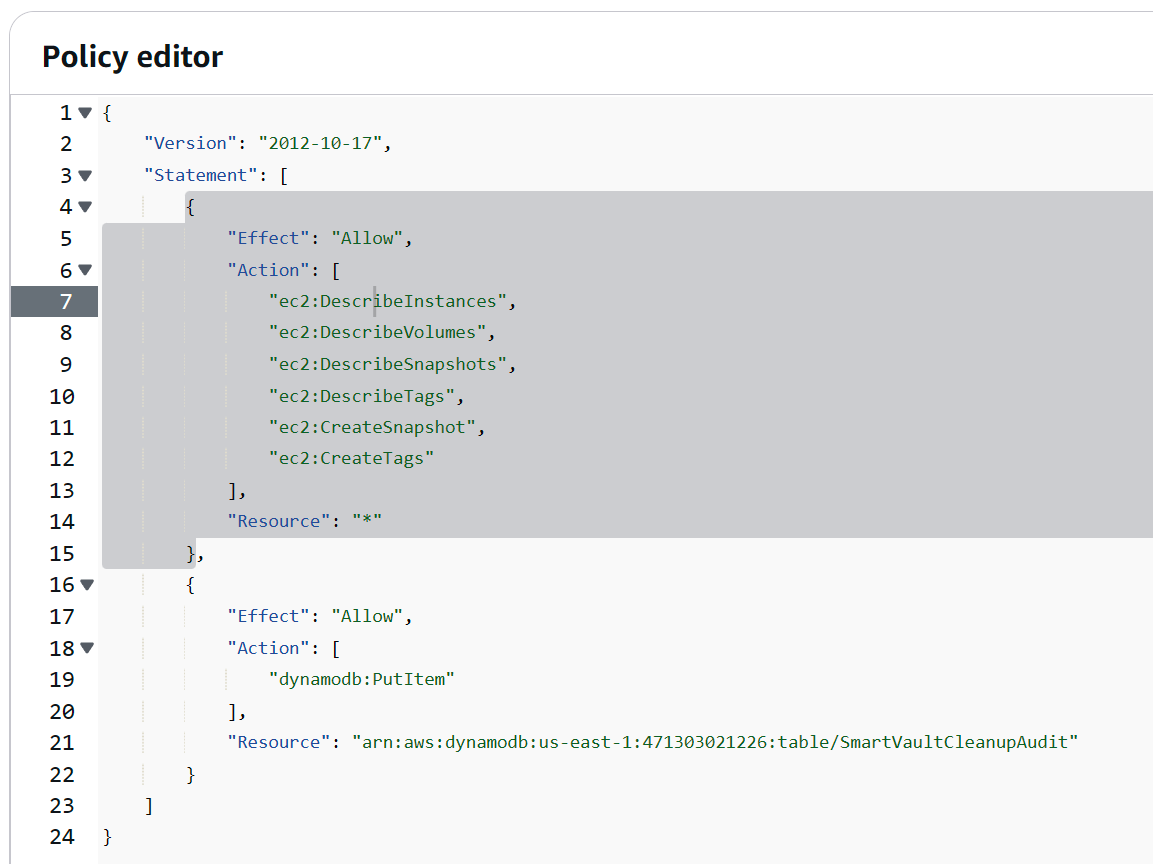 Policy editor
1 {
2 "Version": "2012-10-17",
3 "Statement": [
4 {
5 "Effect": "Allow",
6 "Action": [
7 "ec2:DescribeInstances",
8 "ec2:DescribeVolumes",
9 "ec2:DescribeSnapshots",
10 "ec2:DescribeTags",
11 "ec2:CreateSnapshot",
12 "ec2:CreateTags"
13 ],
14 "Resource": "*"
15 },
16 {
17 "Effect": "Allow",
18 "Action": [
19 "dynamodb:PutItem"
20 ],
21 "Resource": "arn:aws:dynamodb:us-east-1:471303021226:table/SmartVaultCleanupAudit"
22 }
23 ]
24 }